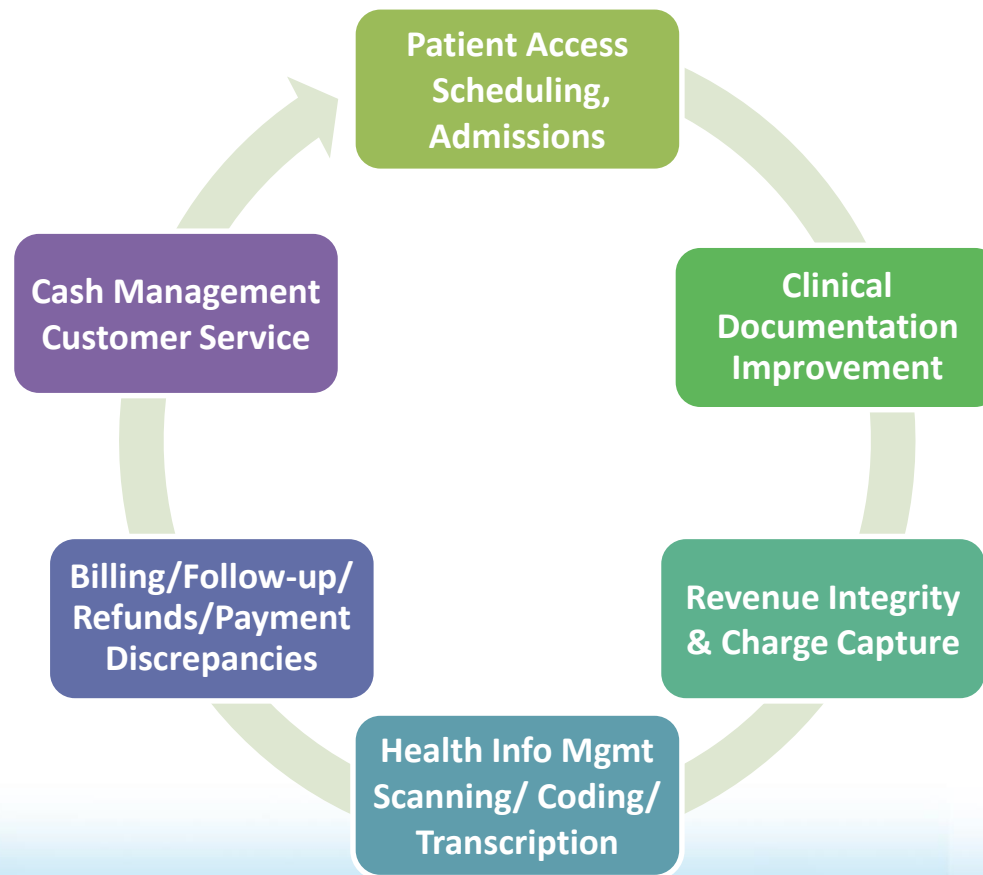 Patient Access
Scheduling,
Admissions
Clinical
Documentation
Improvement
Revenue Integrity
& Charge Capture
Health Info Mgmt
Scanning/ Coding/
Transcription
Billing/Follow-up/
Refunds/Payment
Discrepancies
Cash Management
Customer Service